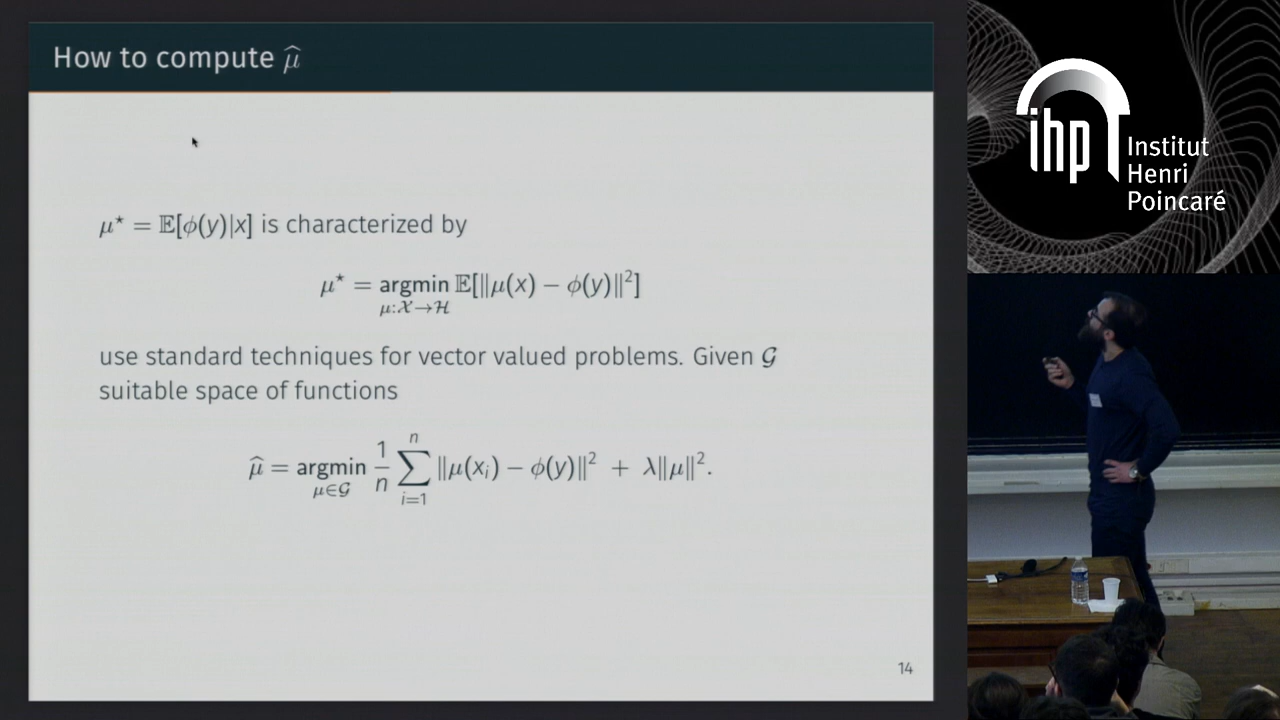 How to compute μ̂
μ* = 𝔼[ϕ(y)|x] is characterized by
μ* = argmin 𝔼[‖μ(x) − ϕ(y)‖²]
μ:𝒳→ℋ
use standard techniques for vector valued problems. Given 𝒢
suitable space of functions
μ̂ = argmin 1/n ∑ ‖μ(xᵢ) − ϕ(y)‖² + λ‖μ‖².
μ∈𝒢 i=1 n
14
ihp
Institut
Henri
Poincaré